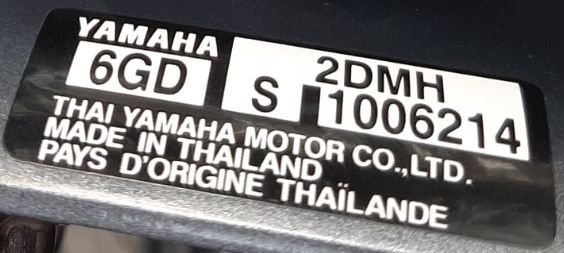 YAMAHA
6GD
S
2DMH
1006214
THAI YAMAHA MOTOR CO.,LTD.
MADE IN THAILAND
PAYS D'ORIGINE THAÏLANDE